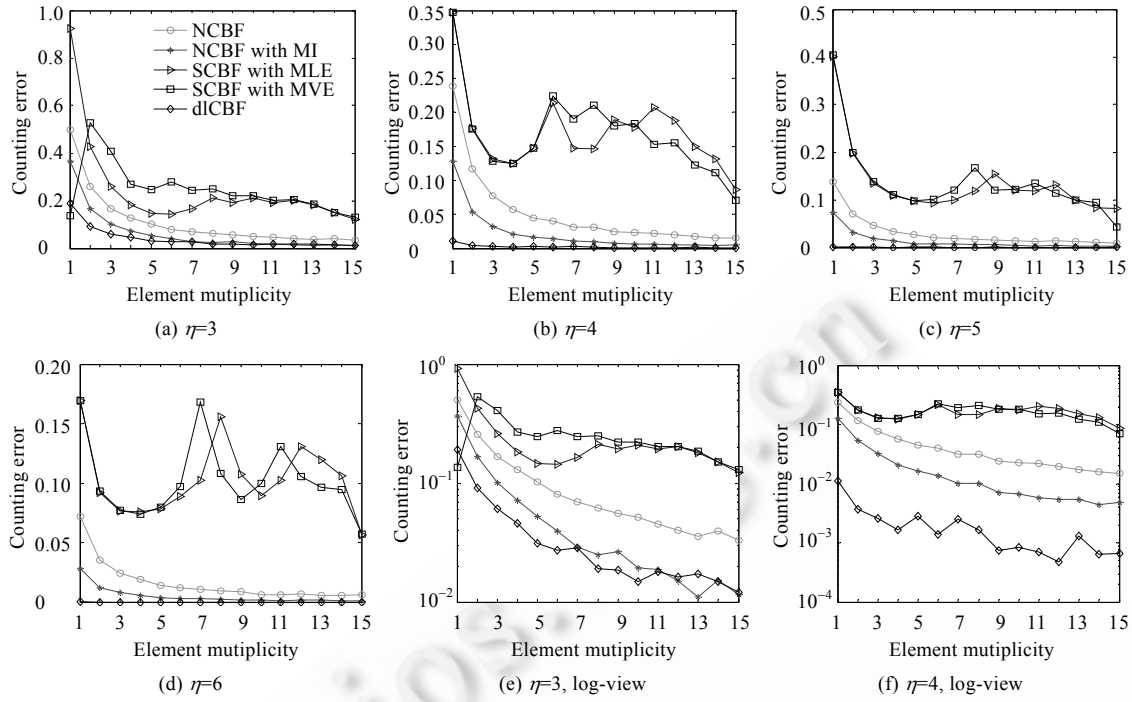 1.0
0.8
0.6
0.4
0.2
0
Counting error
NCBF
NCBF with MI
SCBF with MLE
SCBF with MVE
dlCBF
1 3 5 7 9 11 13 15
Element mutiplicity
(a) η=3
0.35
0.30
0.25
0.20
0.15
0.10
0.05
0
Counting error
1 3 5 7 9 11 13 15
Element mutiplicity
(b) η=4
0.5
0.4
0.3
0.2
0.1
0
Counting error
1 3 5 7 9 11 13 15
Element mutiplicity
(c) η=5
0.20
0.15
0.10
0.05
0
Counting error
1 3 5 7 9 11 13 15
Element mutiplicity
(d) η=6
10⁰
10⁻¹
10⁻²
Counting error
1 3 5 7 9 11 13 15
Element mutiplicity
(e) η=3, log-view
10⁰
10⁻¹
10⁻²
10⁻³
10⁻⁴
Counting error
1 3 5 7 9 11 13 15
Element mutiplicity
(f) η=4, log-view